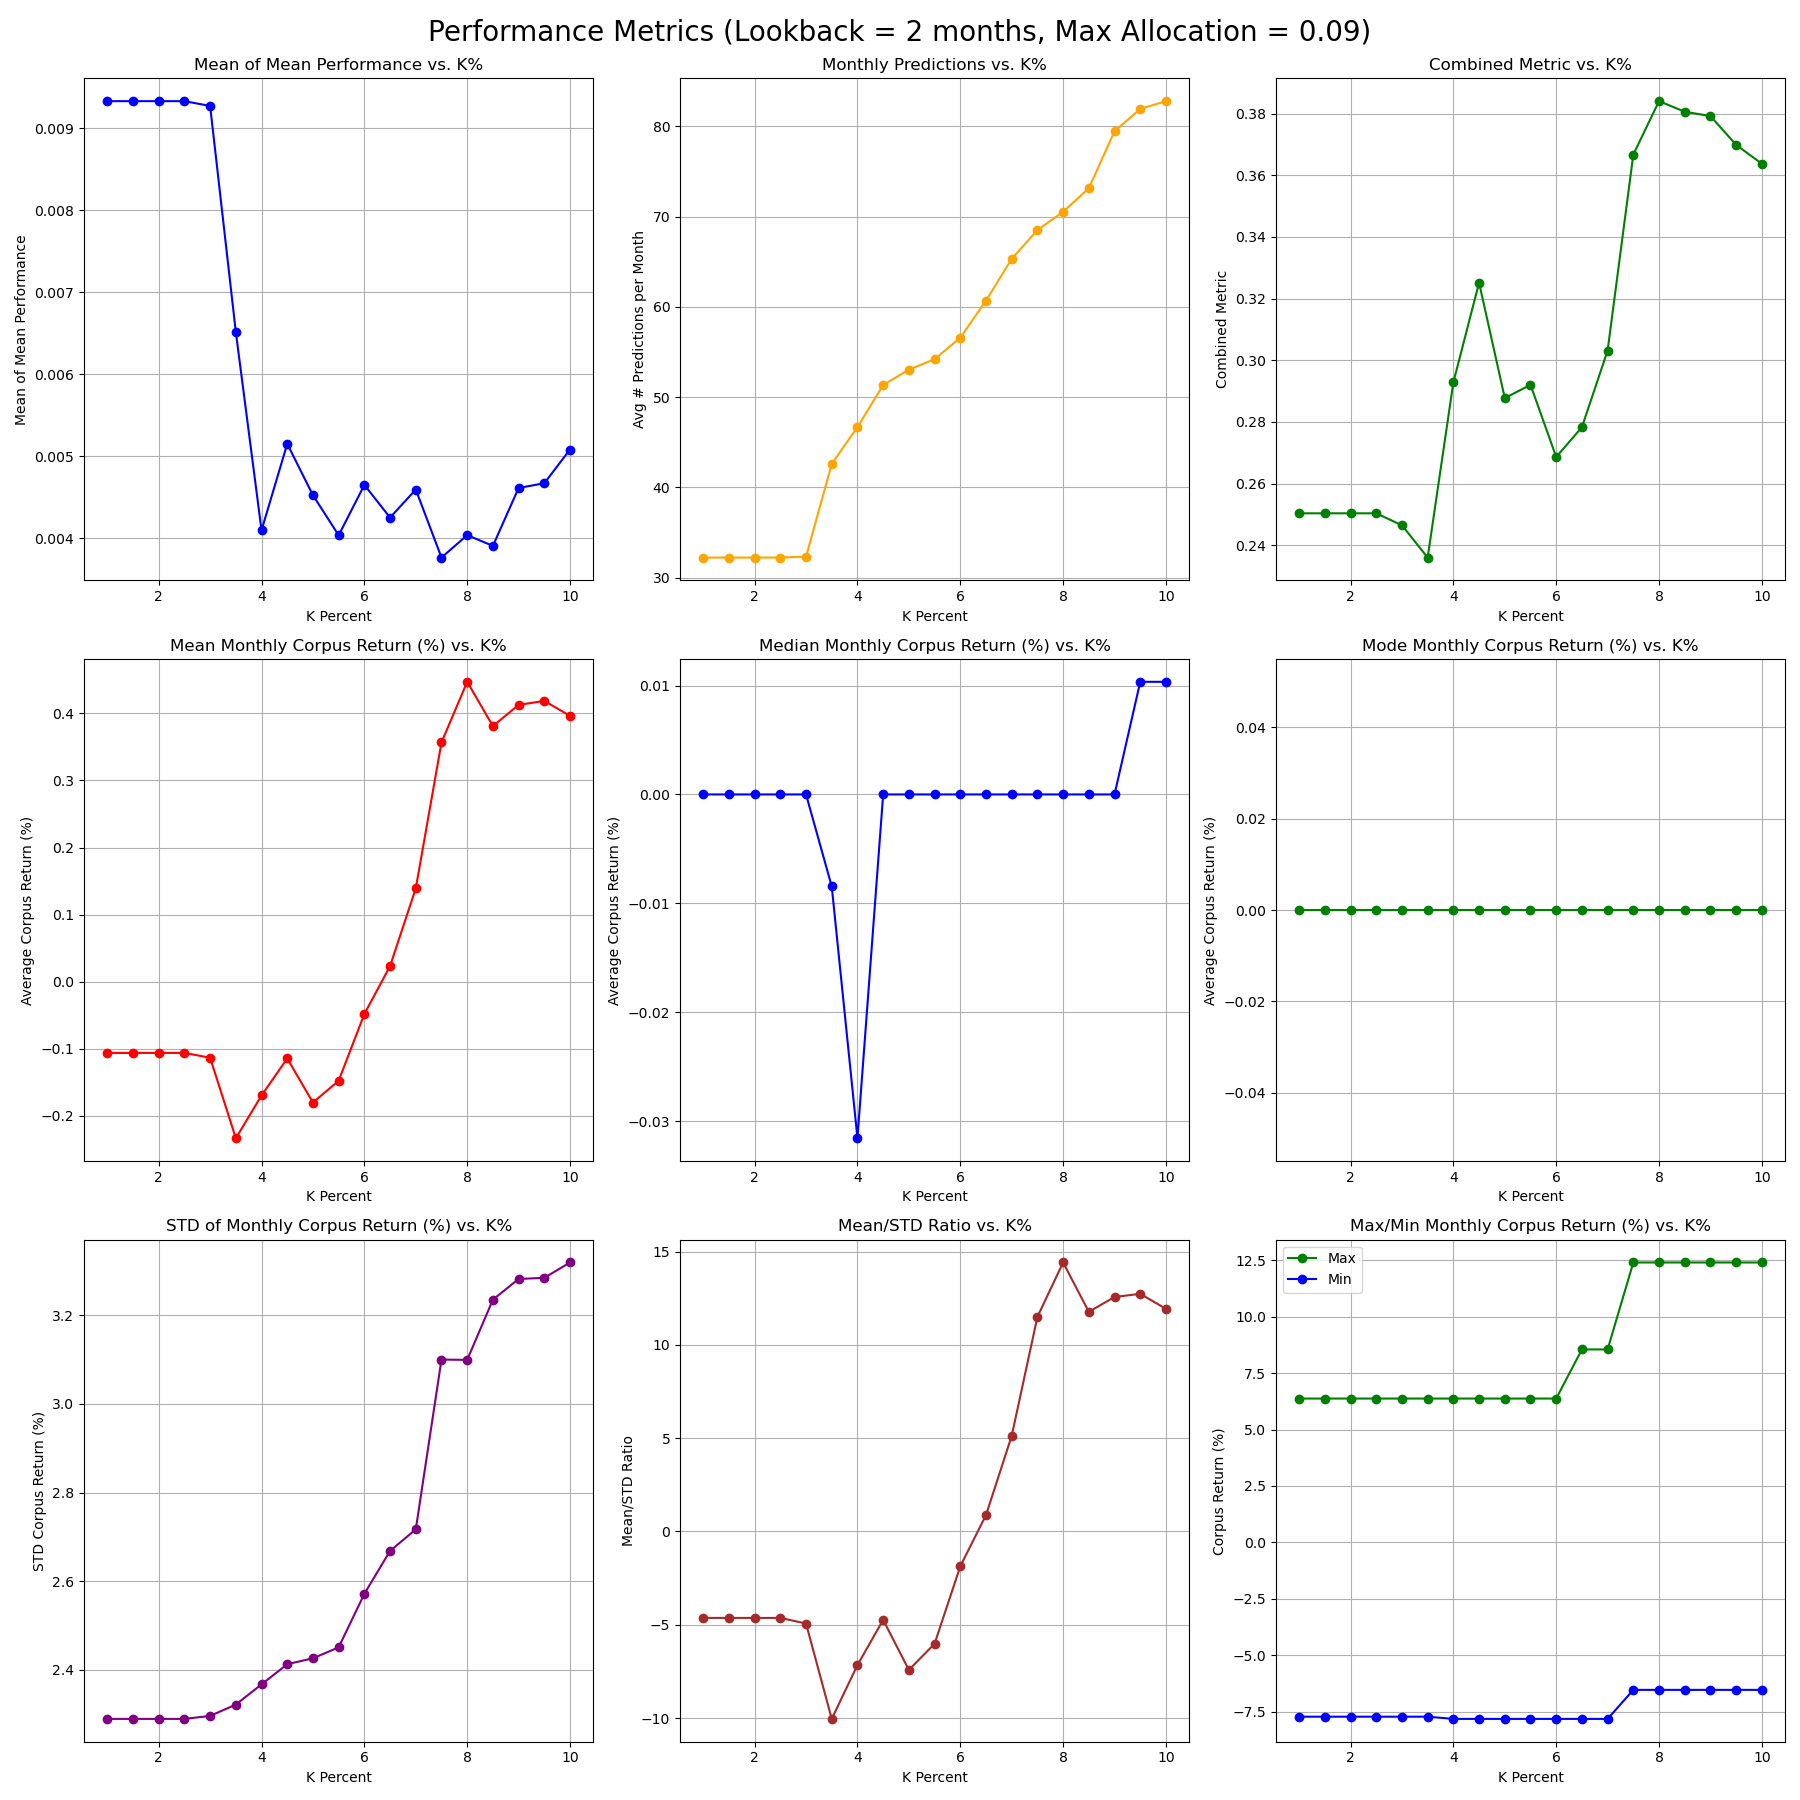 Performance Metrics (Lookback = 2 months, Max Allocation = 0.09)
Mean of Mean Performance vs. K%
Mean of Mean Performance
0.009
0.008
0.007
0.006
0.005
0.004
2 4 6 8 10
K Percent
Monthly Predictions vs. K%
Avg # Predictions per Month
80
70
60
50
40
30
2 4 6 8 10
K Percent
Combined Metric vs. K%
Combined Metric
0.38
0.36
0.34
0.32
0.30
0.28
0.26
0.24
2 4 6 8 10
K Percent
Mean Monthly Corpus Return (%) vs. K%
Average Corpus Return (%)
0.4
0.3
0.2
0.1
0.0
−0.1
−0.2
2 4 6 8 10
K Percent
Median Monthly Corpus Return (%) vs. K%
Average Corpus Return (%)
0.01
0.00
−0.01
−0.02
−0.03
2 4 6 8 10
K Percent
Mode Monthly Corpus Return (%) vs. K%
Average Corpus Return (%)
0.04
0.02
0.00
−0.02
−0.04
2 4 6 8 10
K Percent
STD of Monthly Corpus Return (%) vs. K%
STD Corpus Return (%)
3.2
3.0
2.8
2.6
2.4
2 4 6 8 10
K Percent
Mean/STD Ratio vs. K%
Mean/STD Ratio
15
10
5
0
−5
−10
2 4 6 8 10
K Percent
Max/Min Monthly Corpus Return (%) vs. K%
Max
Min
Corpus Return (%)
12.5
10.0
7.5
5.0
2.5
0.0
−2.5
−5.0
−7.5
2 4 6 8 10
K Percent